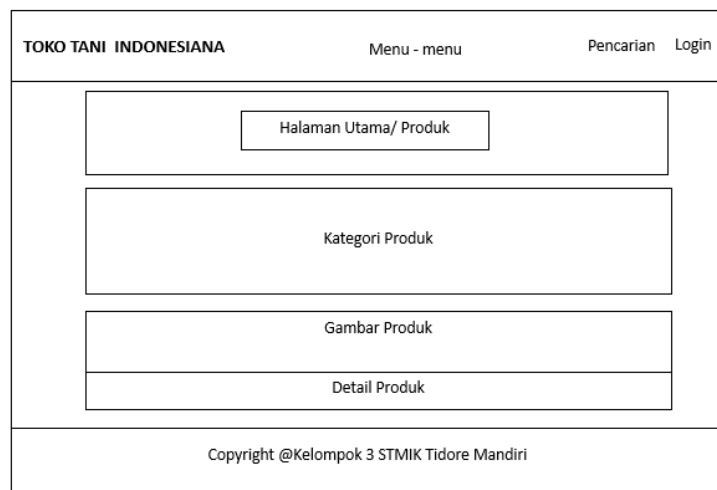 TOKO TANI INDONESIANA Menu - menu Pencarian Login
Halaman Utama/ Produk
Kategori Produk
Gambar Produk
Detail Produk
Copyright @Kelompok 3 STMIK Tidore Mandiri